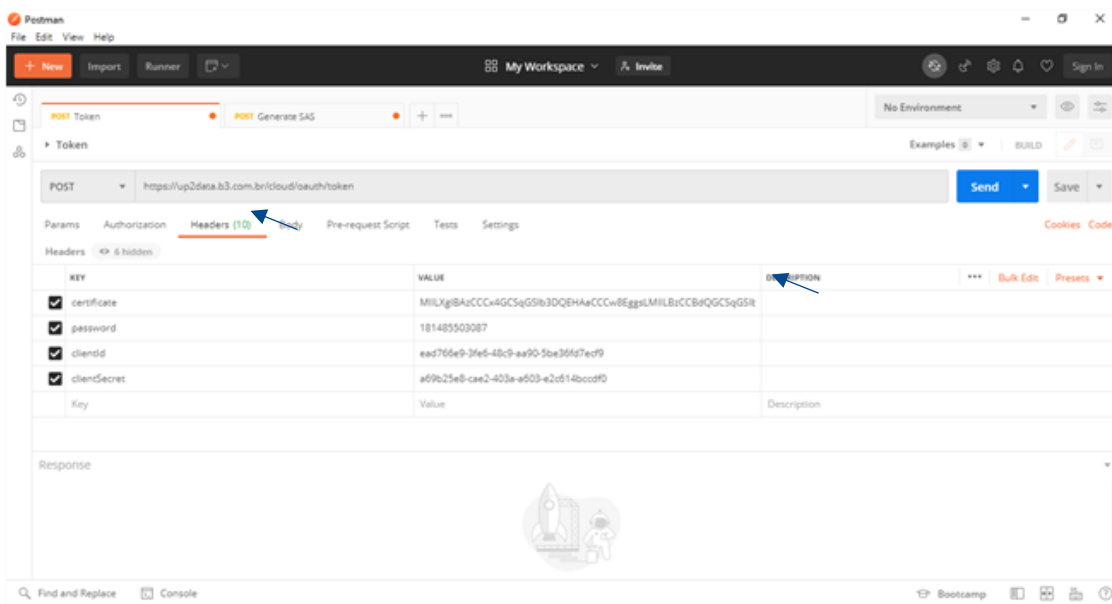 Postman
File Edit View Help
+ New Import Runner My Workspace Invite Sign In
POST Token POST Generate SAS No Environment
Token Examples 0 BUILD
POST https://up2data.b3.com.br/cloud/oauth/token Send Save
Params Authorization Headers (10) Body Pre-request Script Tests Settings Cookies Code
Headers 6 hidden
KEY VALUE DESCRIPTION Bulk Edit Presets
certificate
password 181485503087
clientId ead766e9-3fe6-48c9-aa90-5be36fd7ecf9
clientSecret a69b25e8-cae2-403a-a603-e2c614bccdf0
Key Value Description
Response
Find and Replace Console Bootcamp